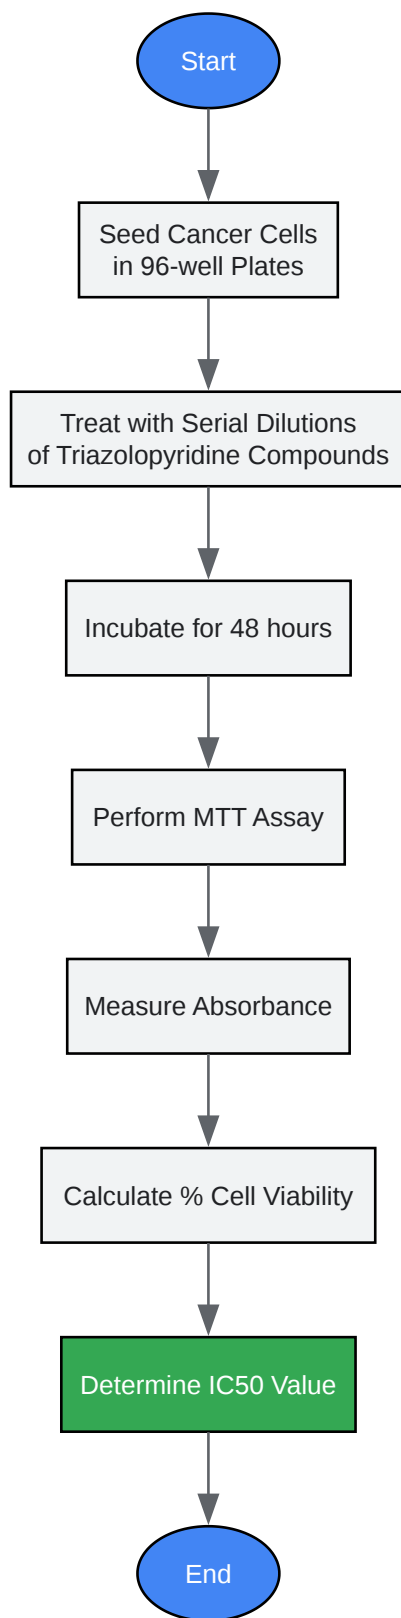 Start
Seed Cancer Cells
in 96-well Plates
Treat with Serial Dilutions
of Triazolopyridine Compounds
Incubate for 48 hours
Perform MTT Assay
Measure Absorbance
Calculate % Cell Viability
Determine IC50 Value
End